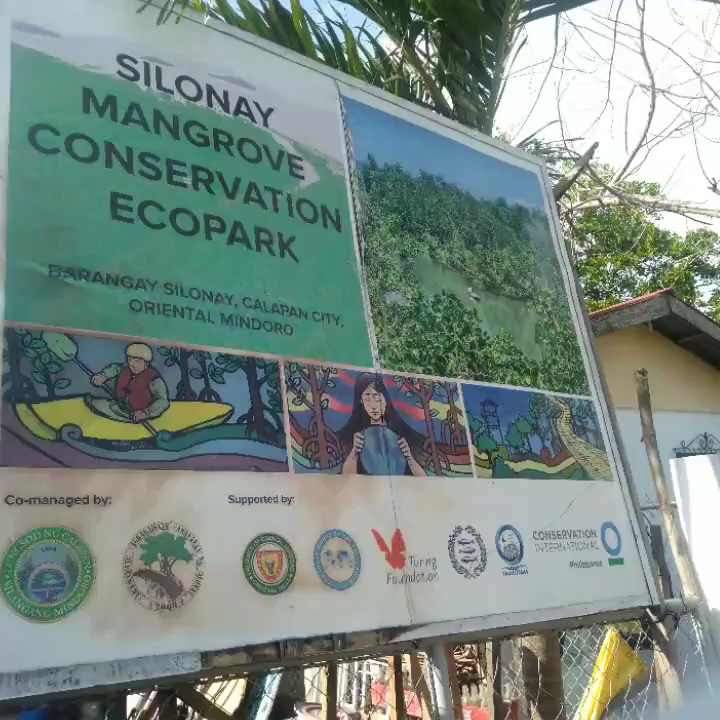 SILONAY
MANGROVE
CONSERVATION
ECOPARK
BARANGAY SILONAY, CALAPAN CITY,
ORIENTAL MINDORO
Co-managed by:
Supported by:
Turing
Foundation
CONSERVATION
INTERNATIONAL
Philippines